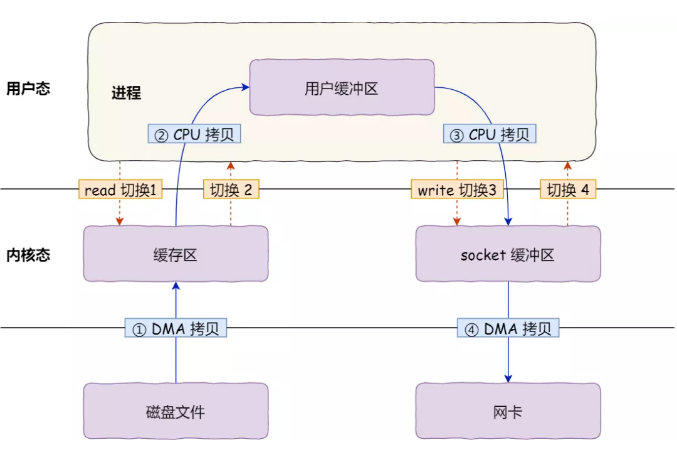 用户态
进程
用户缓冲区
② CPU 拷贝
③ CPU 拷贝
read 切换1
切换 2
write 切换3
切换 4
内核态
缓存区
socket 缓冲区
① DMA 拷贝
④ DMA 拷贝
磁盘文件
网卡